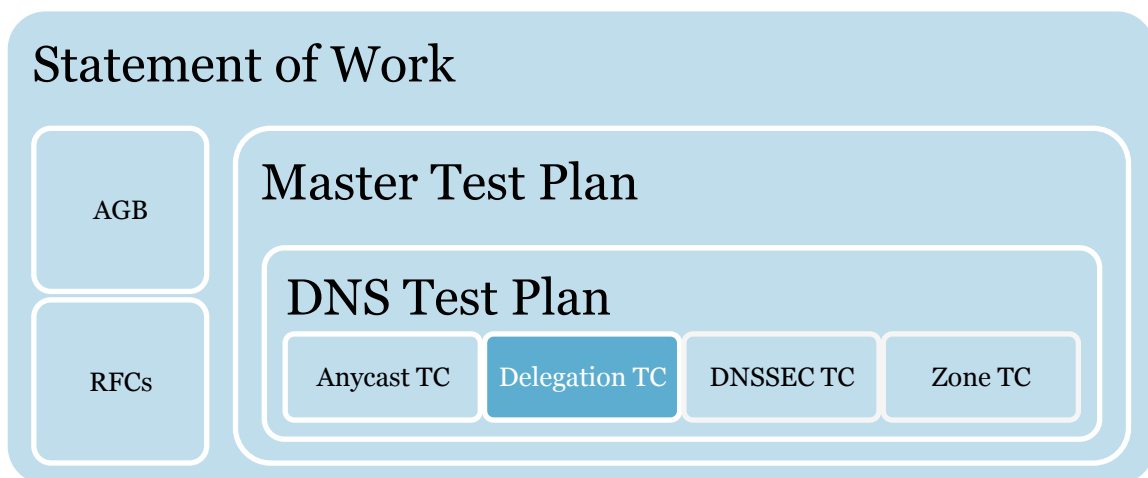 Statement of Work
AGB
RFCs
Master Test Plan
DNS Test Plan
Anycast TC
Delegation TC
DNSSEC TC
Zone TC